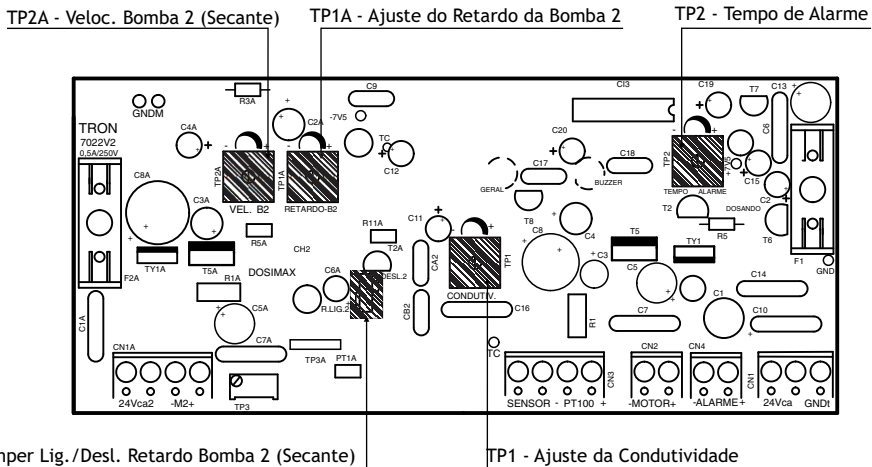 TP2A - Veloc. Bomba 2 (Secante)
TP1A - Ajuste do Retardo da Bomba 2
TP2 - Tempo de Alarme
GNDM
R3A
C9
CI3
C19
T7
C13
TRON
7022V2
0,5A/250V
C4A
C2A
-7V5
TC
C12
C20
C17
C18
C6
+7V5
C15
C8A
C3A
TP2A
VEL. B2
TP1A
RETARDO-B2
GERAL
BUZZER
TP2
TEMPO ALARME
C2
T8
T2
DOSANDO
R5
T6
R5A
R11A
T2A
C11
C4
C8
T5
TY1
F1
GND
F2A
TY1A
T5A
DOSIMAX
CH2
DESL.2
CA2
TP1
CONDUTIV.
C3
C5
C14
R1A
C6A
R.LIG.2
CB2
C16
R1
C7
C1
C10
C1A
C5A
C7A
TP3A
PT1A
TC
CN1A
24Vca2
-M2+
TP3
CN3
SENSOR - PT100 +
CN2
-MOTOR+
CN4
-ALARME+
CN1
24Vca
GNDt
mper Lig./Desl. Retardo Bomba 2 (Secante)
TP1 - Ajuste da Condutividade